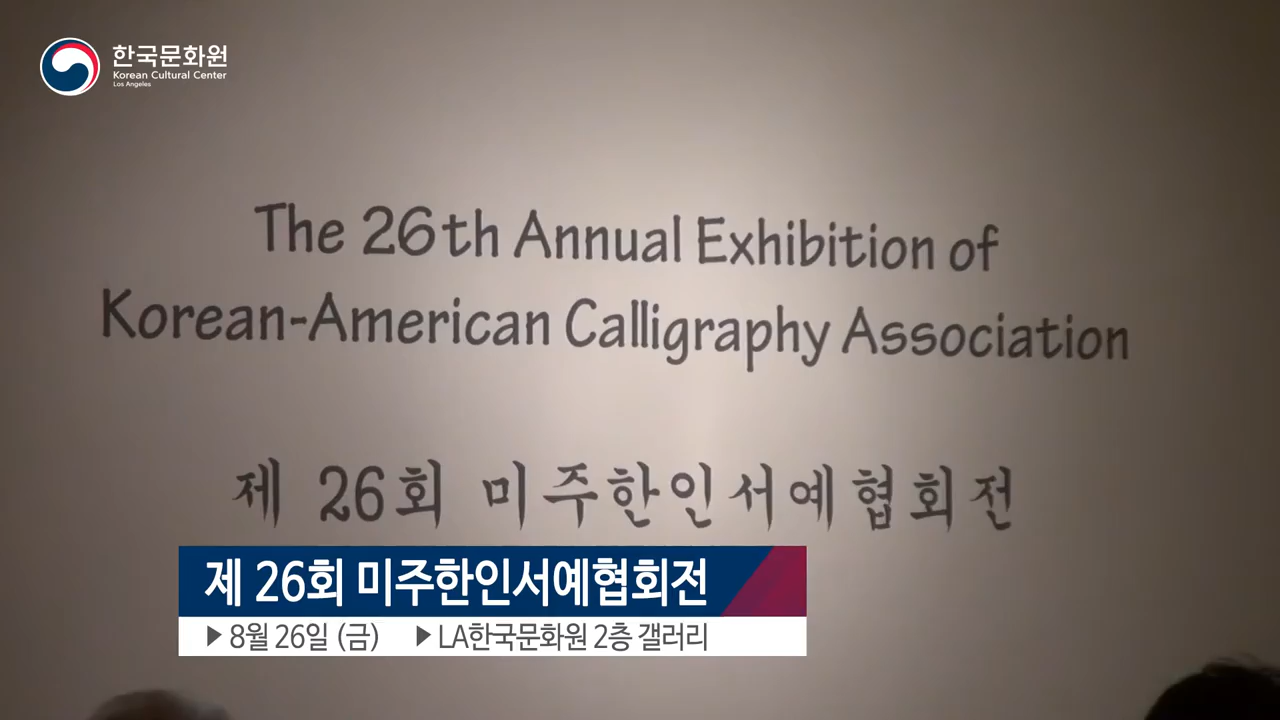 한국문화원
Korean Cultural Center
Los Angeles
The 26th Annual Exhibition of
Korean-American Calligraphy Association
제 26회 미주한인서예협회전
제 26회 미주한인서예협회전
▶ 8월 26일 (금) ▶ LA한국문화원 2층 갤러리